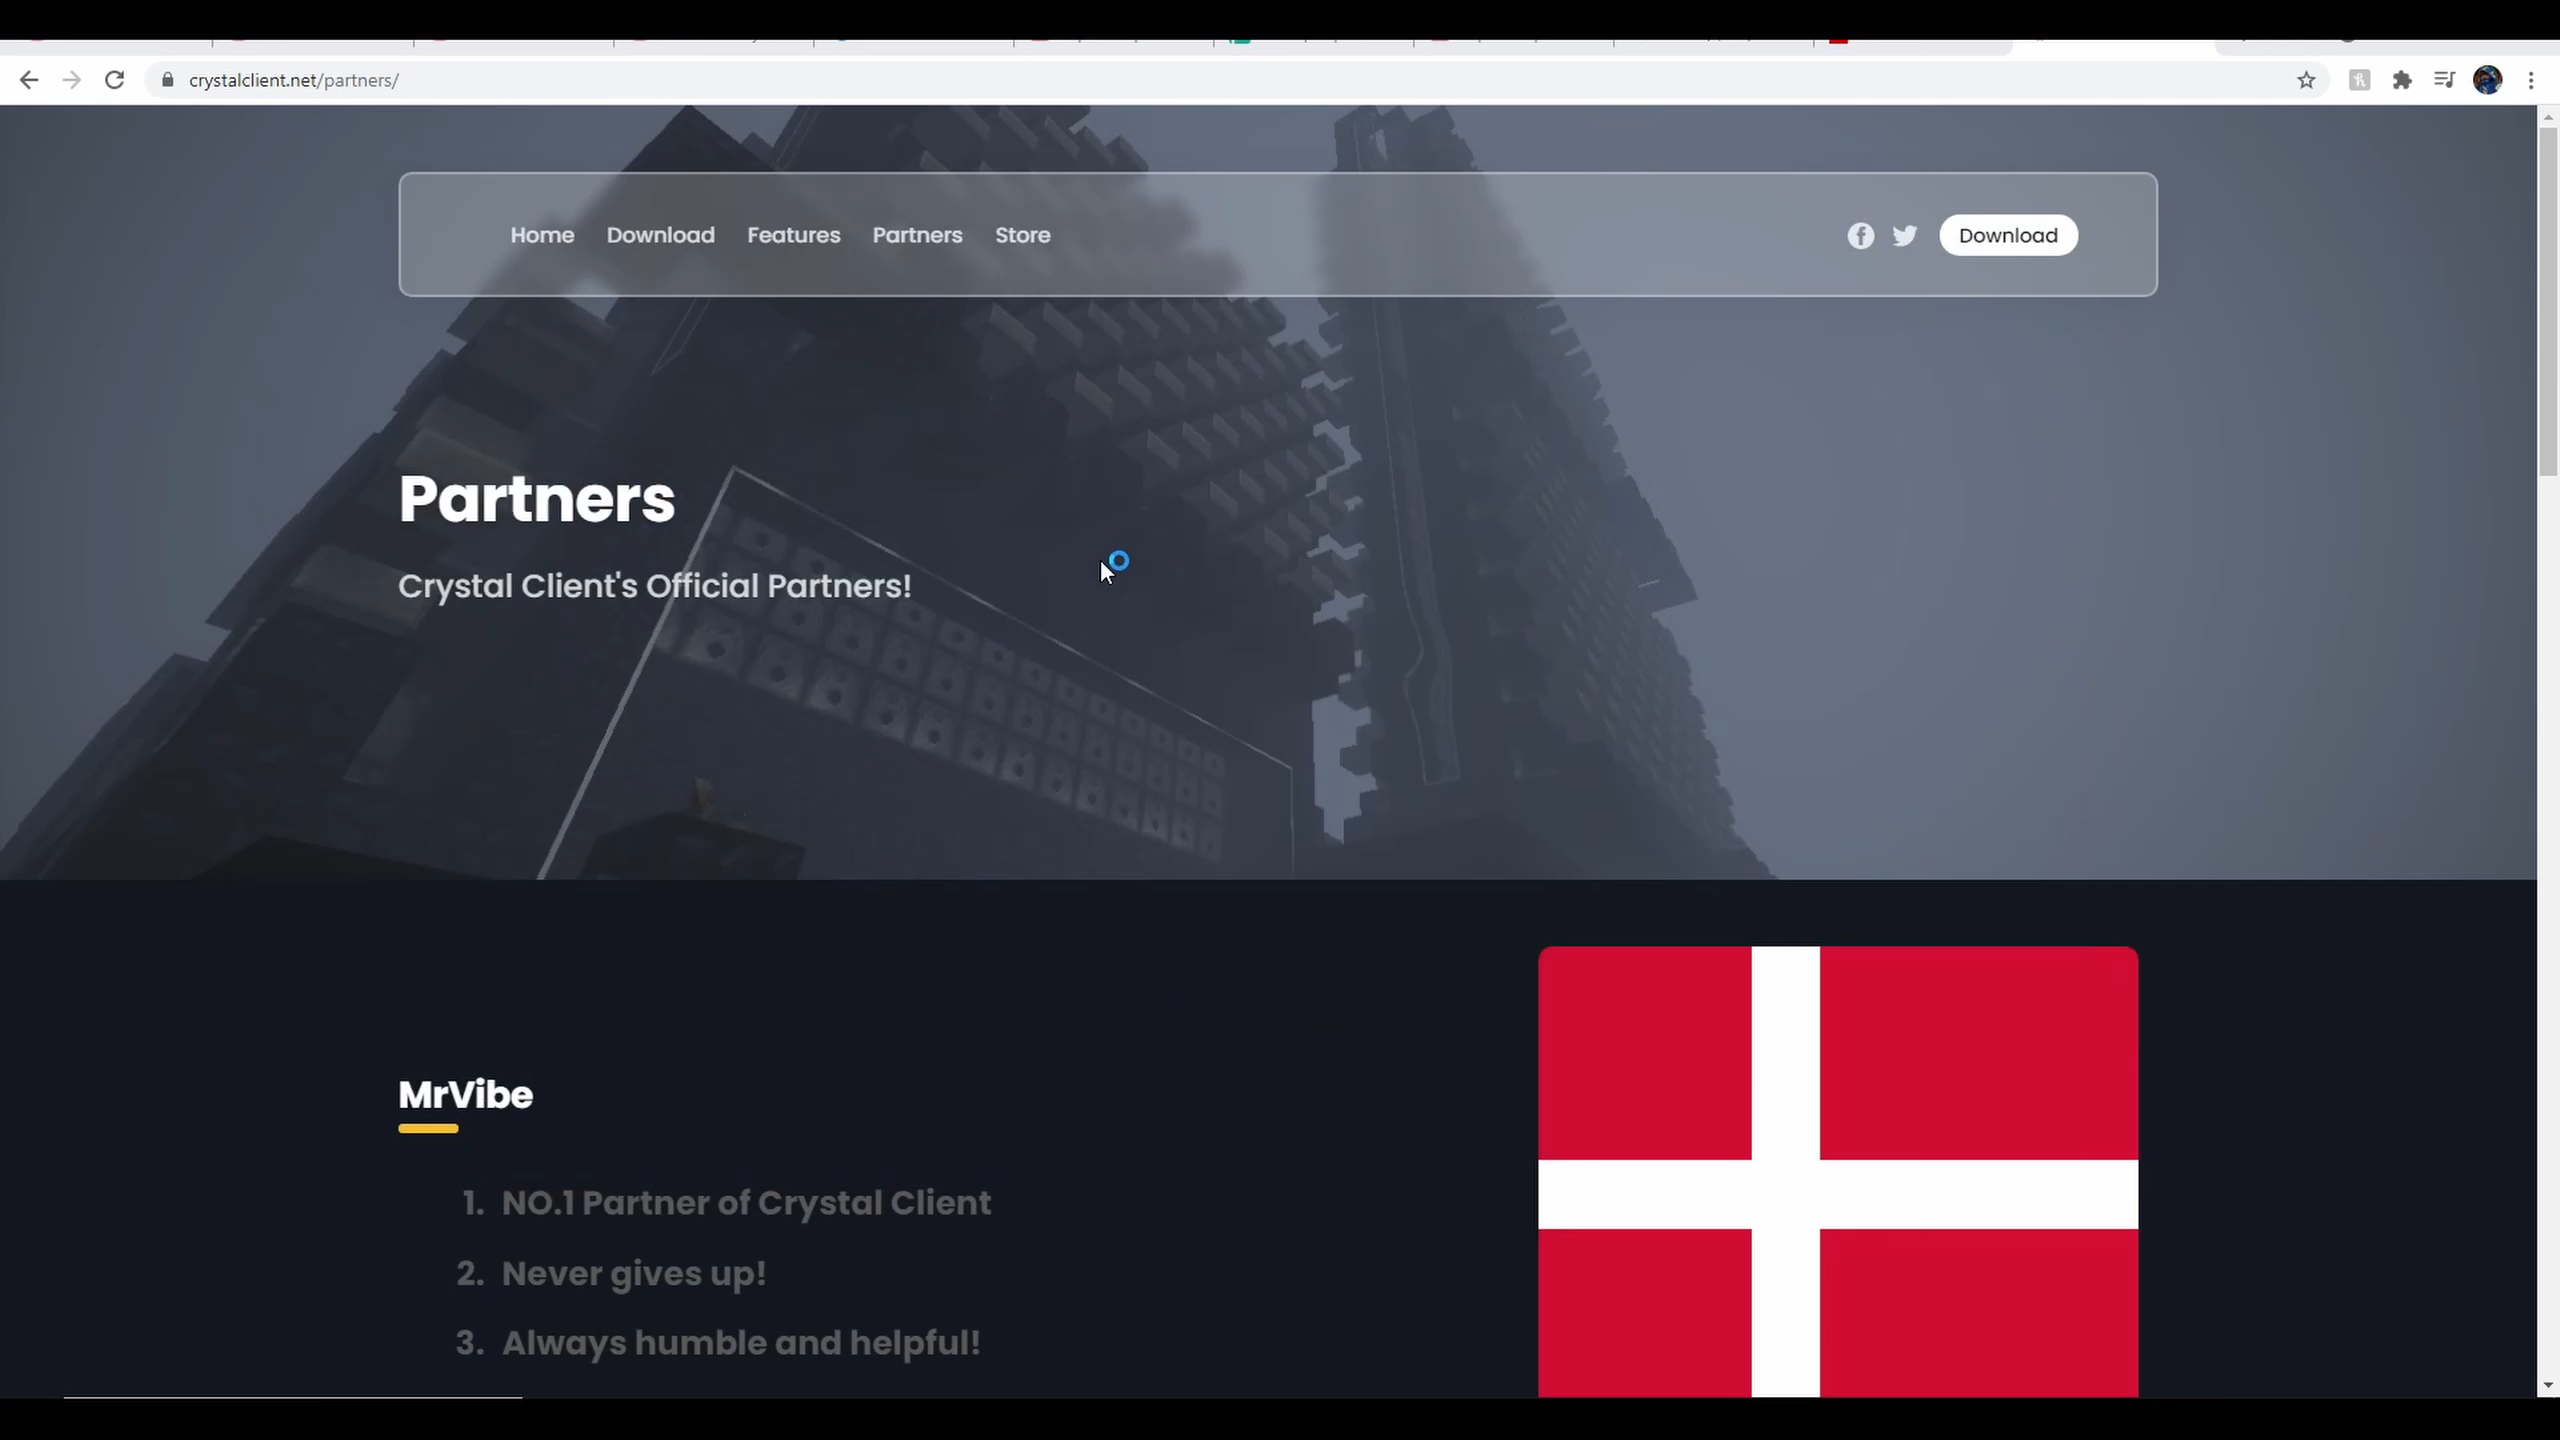 crystalclient.net/partners/
Home Download Features Partners Store Download
Partners
Crystal Client's Official Partners!
MrVibe
1. NO.1 Partner of Crystal Client
2. Never gives up!
3. Always humble and helpful!